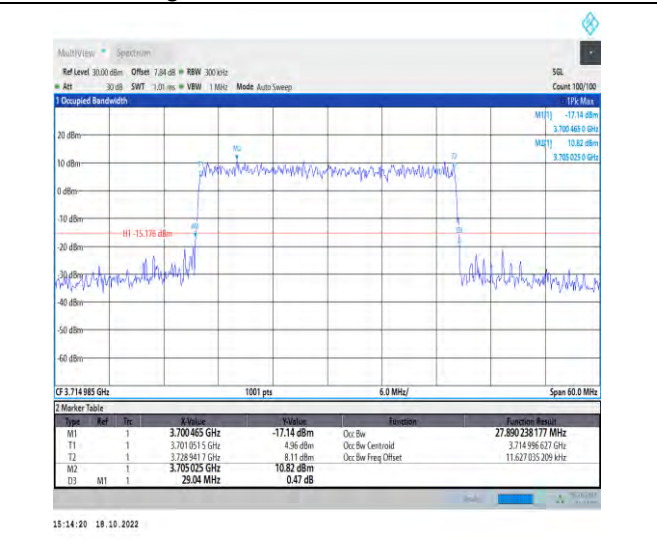 MultiView Spectrum
Ref Level 30.00 dBm Offset 7.84 dB RBW 300 kHz SGL
Att 30 dB SWT 1.01 ms VBW 1 MHz Mode Auto Sweep Count 100/100
1 Occupied Bandwidth 1Pk Max
M1[1] -17.14 dBm
3.700 465 0 GHz
M2[1] 10.82 dBm
3.705 025 0 GHz
20 dBm
M2
10 dBm
0 dBm
-10 dBm
H1 -15.178 dBm
-20 dBm
-30 dBm
-40 dBm
-50 dBm
-60 dBm
CF 3.714 985 GHz 1001 pts 6.0 MHz/ Span 60.0 MHz
2 Marker Table
Type Ref Trc X-Value Y-Value Function Function Result
M1 1 3.700 465 GHz -17.14 dBm Occ Bw 27.890 238 177 MHz
T1 1 3.701 051 5 GHz 4.96 dBm Occ Bw Centroid 3.714 996 627 GHz
T2 1 3.728 941 7 GHz 8.11 dBm Occ Bw Freq Offset 11.627 035 209 kHz
M2 1 3.705 025 GHz 10.82 dBm
D3 M1 1 29.04 MHz 0.47 dB
15:14:20 18.10.2022